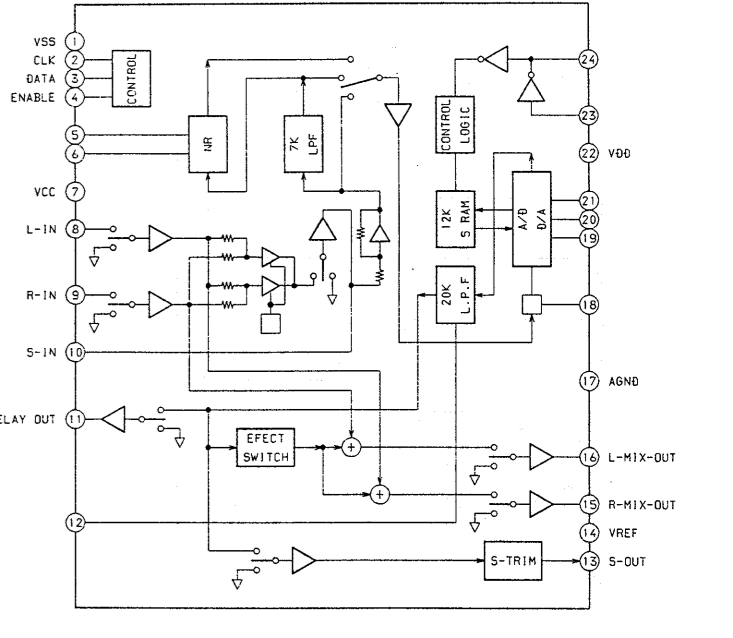 VSS 1
CLK 2
DATA 3
ENABLE 4
CONTROL
5
6
VCC 7
L-IN 8
R-IN 9
S-IN 10
ELAY OUT 11
12
NR
7K
LPF
CONTROL
LOGIC
12K
S RAM
20K
L.P.F
A/D
D/A
EFECT
SWITCH
S-TRIM
24
23
22 VDD
21
20
19
18
17 AGND
16 L-MIX-OUT
15 R-MIX-OUT
14 VREF
13 S-OUT
+
+